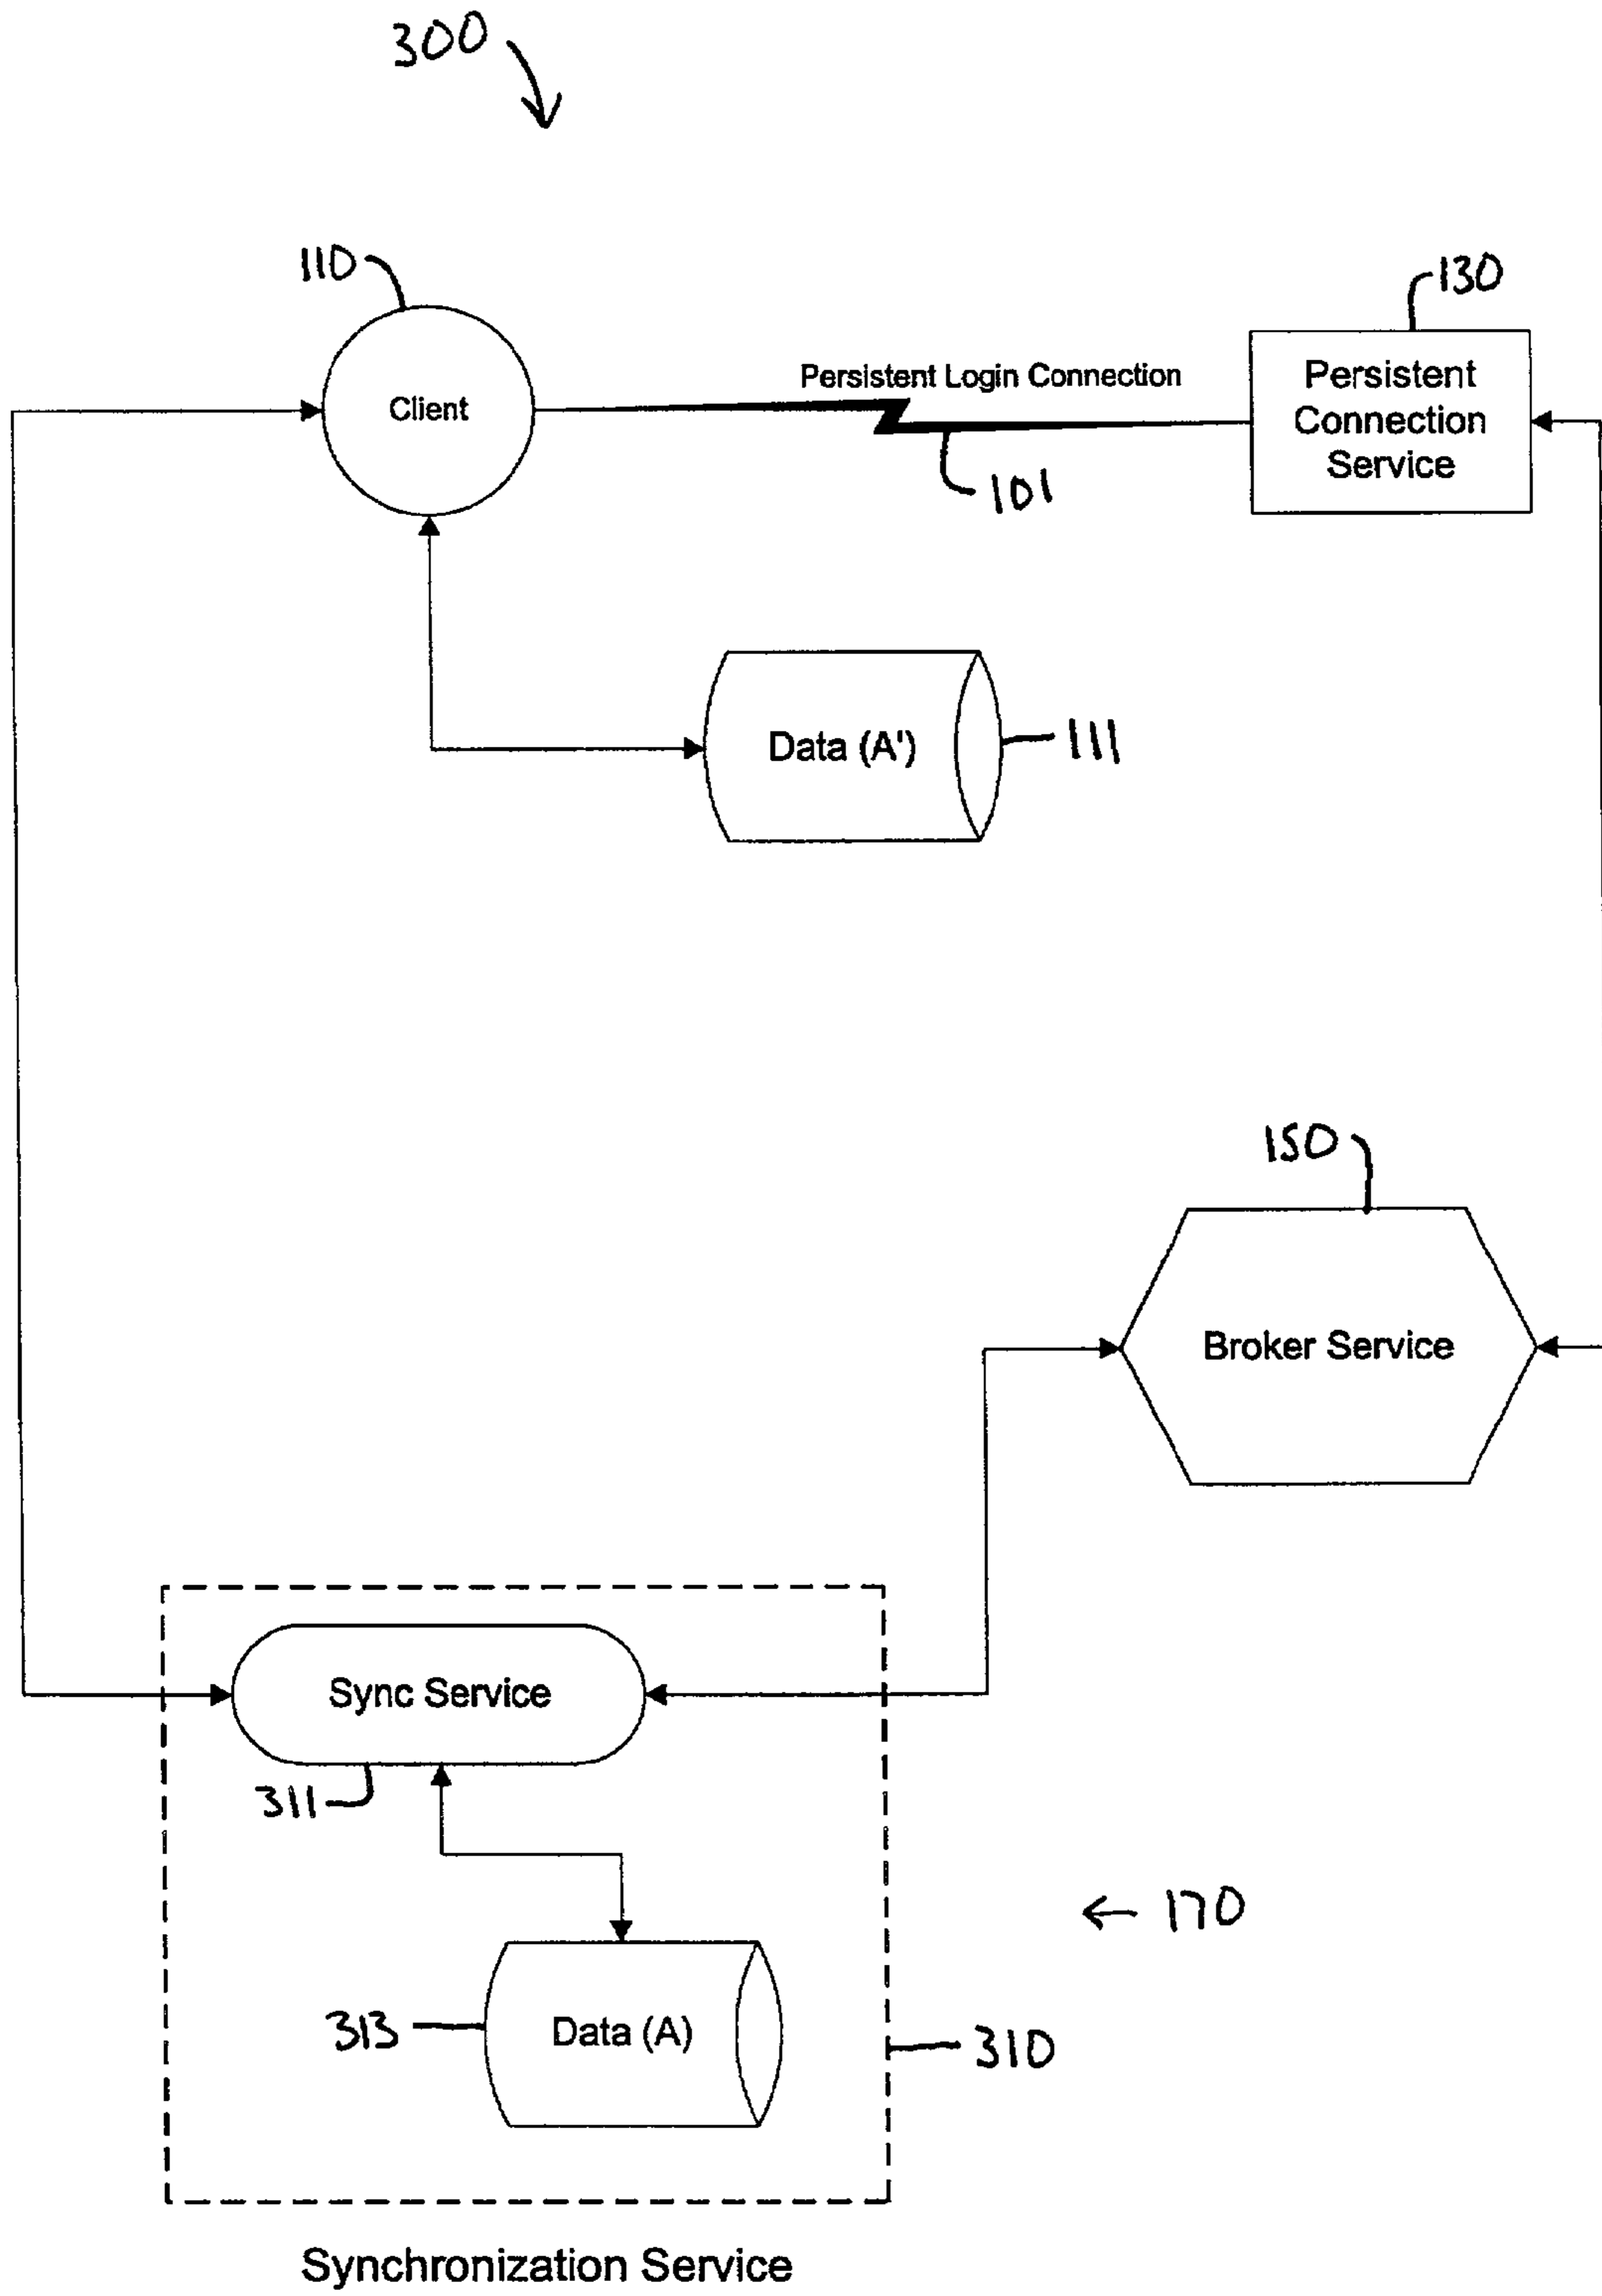 300
110
130
Client
Persistent Login Connection
Persistent
Connection
Service
101
Data (A')
111
150
Broker Service
Sync Service
311
170
313
Data (A)
310
Synchronization Service